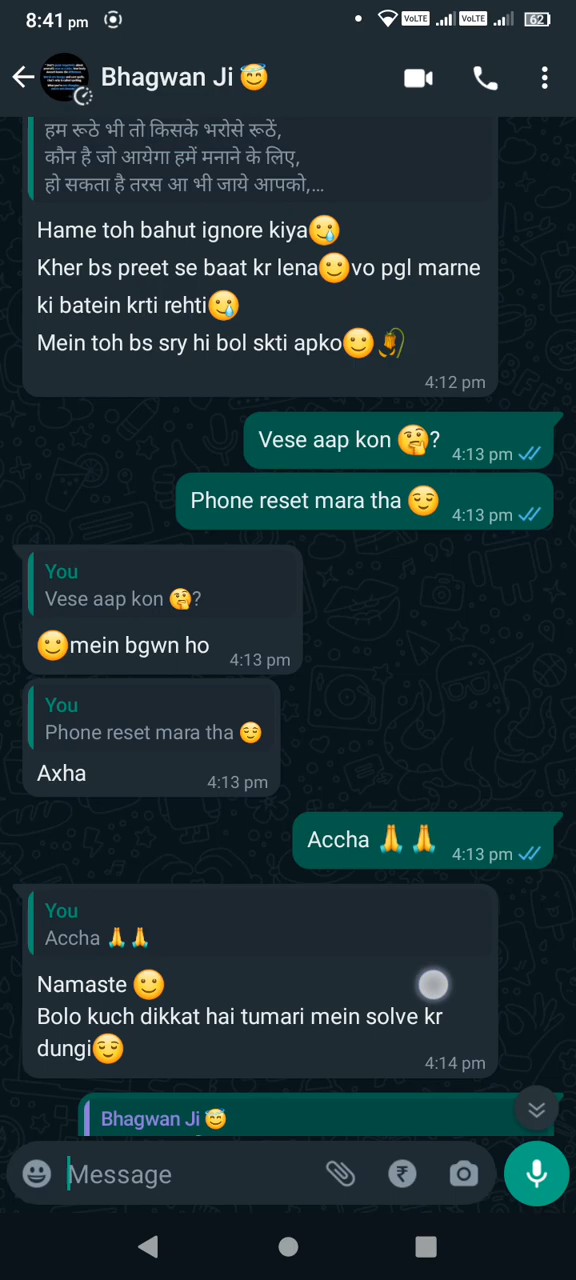 8:41 pm
VoLTE VoLTE 62
Bhagwan Ji 😇
हम रूठे भी तो किसके भरोसे रूठें,
कौन है जो आयेगा हमें मनाने के लिए,
हो सकता है तरस आ भी जाये आपको,...
Hame toh bahut ignore kiya🥲
Kher bs preet se baat kr lena🙂vo pgl marne
ki batein krti rehti🥲
Mein toh bs sry hi bol skti apko🙂🥀
4:12 pm
Vese aap kon 🤔?
4:13 pm
Phone reset mara tha 😌
4:13 pm
You
Vese aap kon 🤔?
🙂mein bgwn ho
4:13 pm
You
Phone reset mara tha 😌
Axha
4:13 pm
Accha 🙏 🙏
4:13 pm
You
Accha 🙏 🙏
Namaste 🙂
Bolo kuch dikkat hai tumari mein solve kr
dungi😌
4:14 pm
Bhagwan Ji 😇
Message
₹